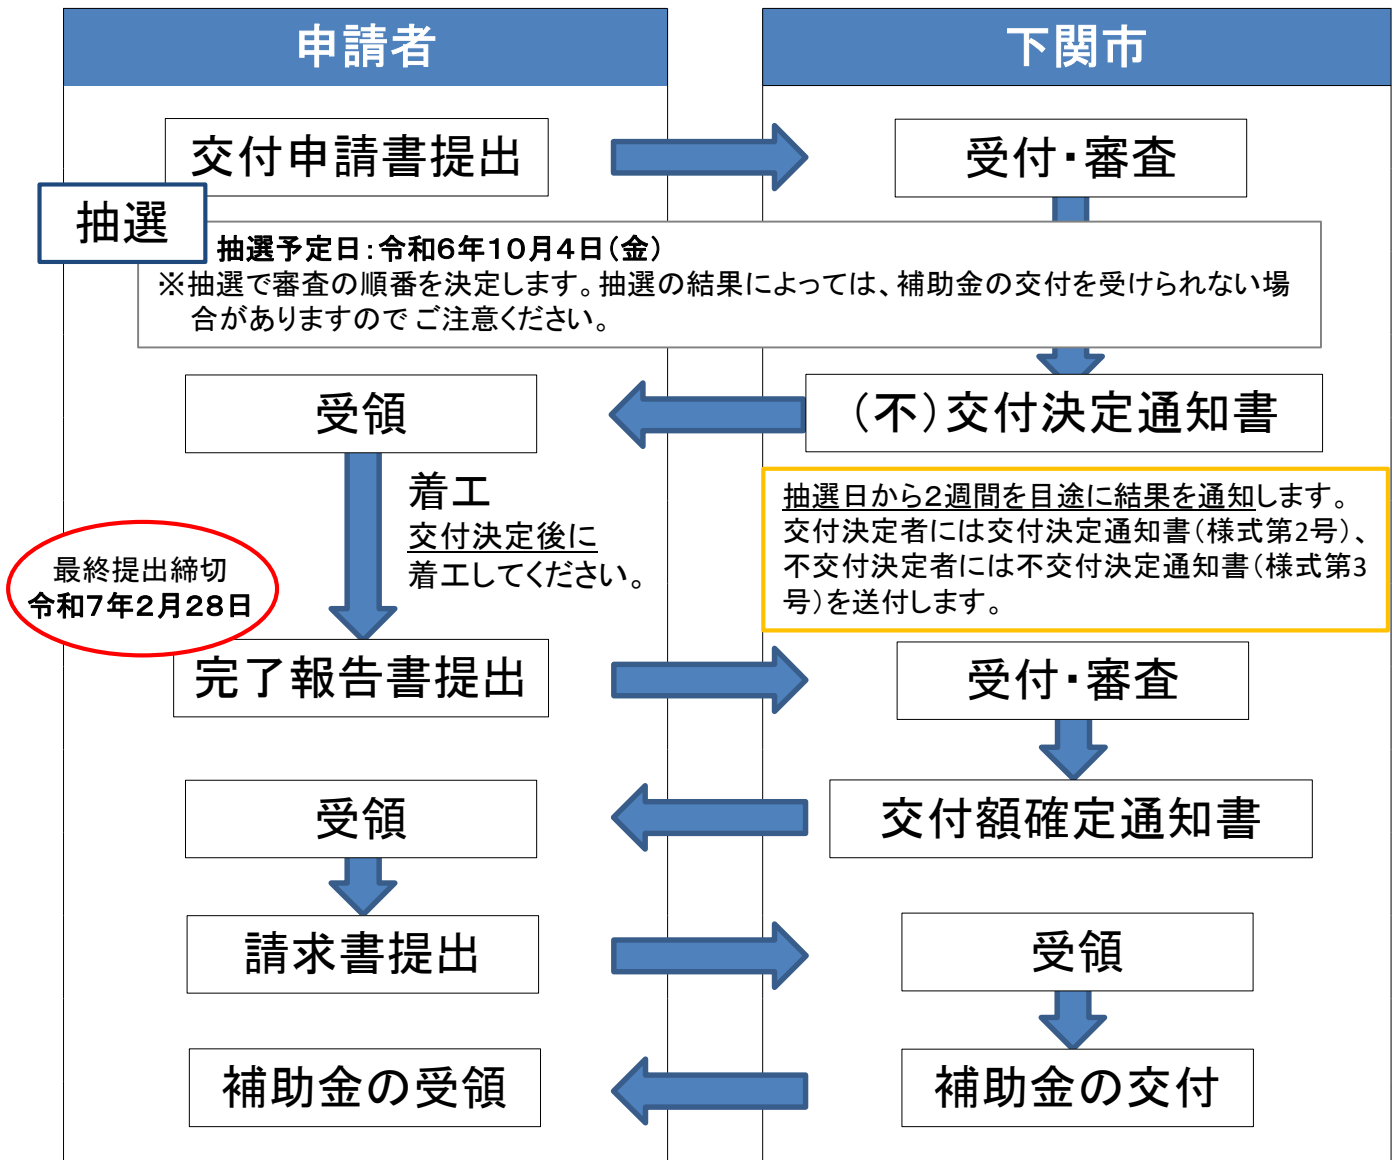 申請者
下関市
交付申請書提出
受付・審査
抽選
抽選予定日：令和6年10月4日（金）
※抽選で審査の順番を決定します。抽選の結果によっては、補助金の交付を受けられない場
合がありますのでご注意ください。
受領
（不）交付決定通知書
着工
交付決定後に
着工してください。
抽選日から2週間を目途に結果を通知します。
交付決定者には交付決定通知書（様式第2号）、
不交付決定者には不交付決定通知書（様式第3
号）を送付します。
最終提出締切
令和7年2月28日
完了報告書提出
受付・審査
受領
交付額確定通知書
請求書提出
受領
補助金の受領
補助金の交付